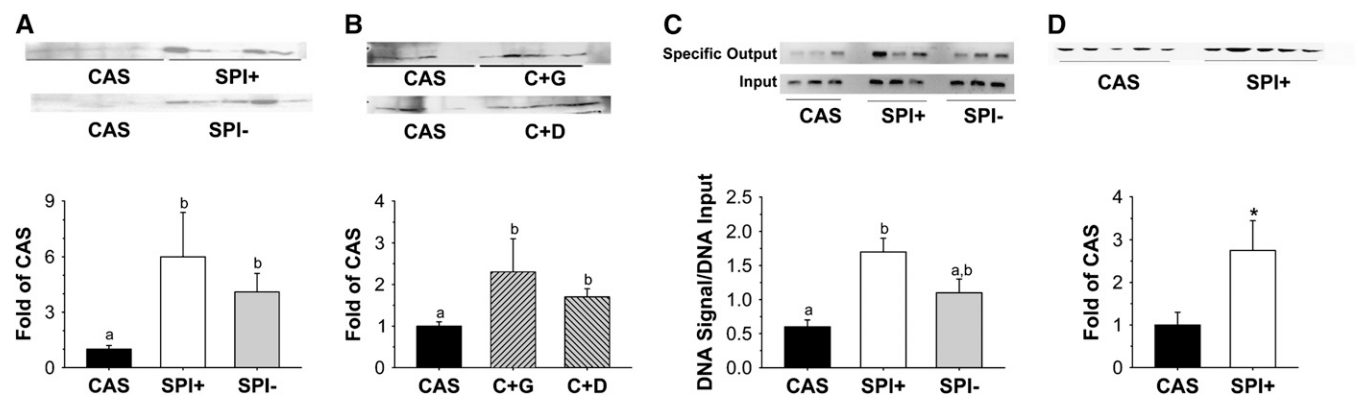 A
CAS SPI+
CAS SPI-
Fold of CAS
9
6
3
0
a
b
b
CAS SPI+ SPI-
B
CAS C+G
CAS C+D
Fold of CAS
4
3
2
1
0
a
b
b
CAS C+G C+D
C
Specific Output
Input
CAS SPI+ SPI-
DNA Signal/DNA Input
2.5
2.0
1.5
1.0
0.5
0.0
a
b
a,b
CAS SPI+ SPI-
D
CAS SPI+
Fold of CAS
4
3
2
1
0
*
CAS SPI+